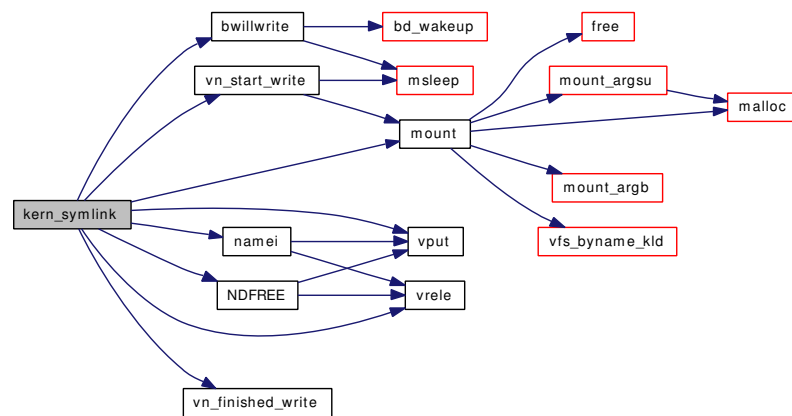 bwillwrite
bd_wakeup
free
vn_start_write
msleep
mount_argsu
malloc
mount
mount_argb
kern_symlink
namei
vput
vfs_byname_kld
NDFREE
vrele
vn_finished_write